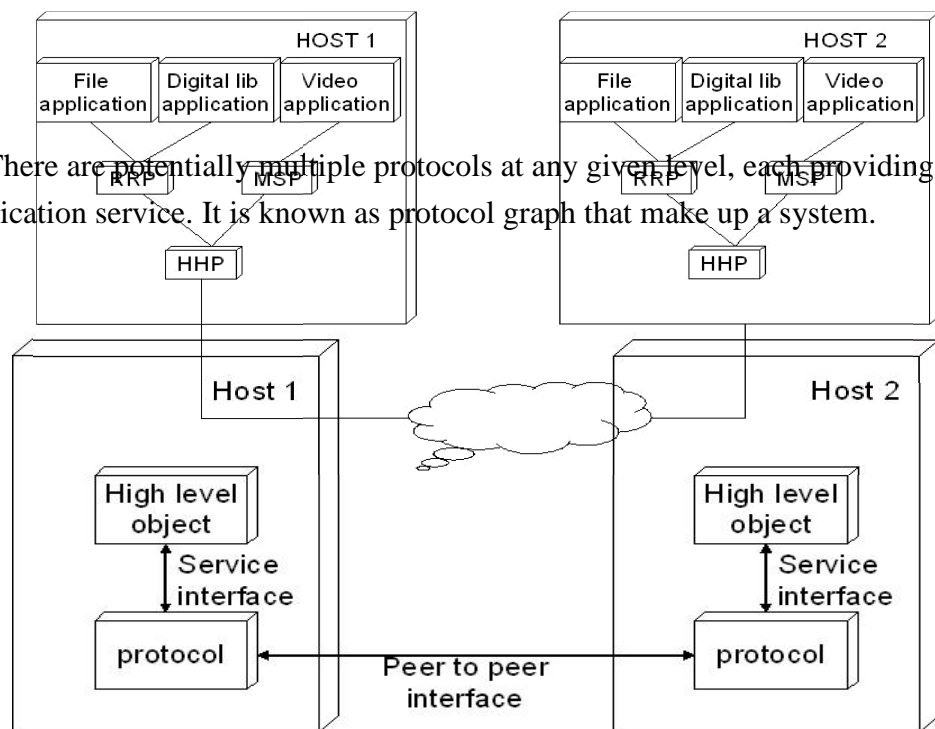 HOST 1
HOST 2
File application
Digital lib application
Video application
File application
Digital lib application
Video application
There are potentially multiple protocols at any given level, each providing
RRP
MSP
RRP
MSP
ication service. It is known as protocol graph that make up a system.
HHP
HHP
Host 1
Host 2
High level
object
High level
object
Service
interface
Service
interface
protocol
protocol
Peer to peer
interface